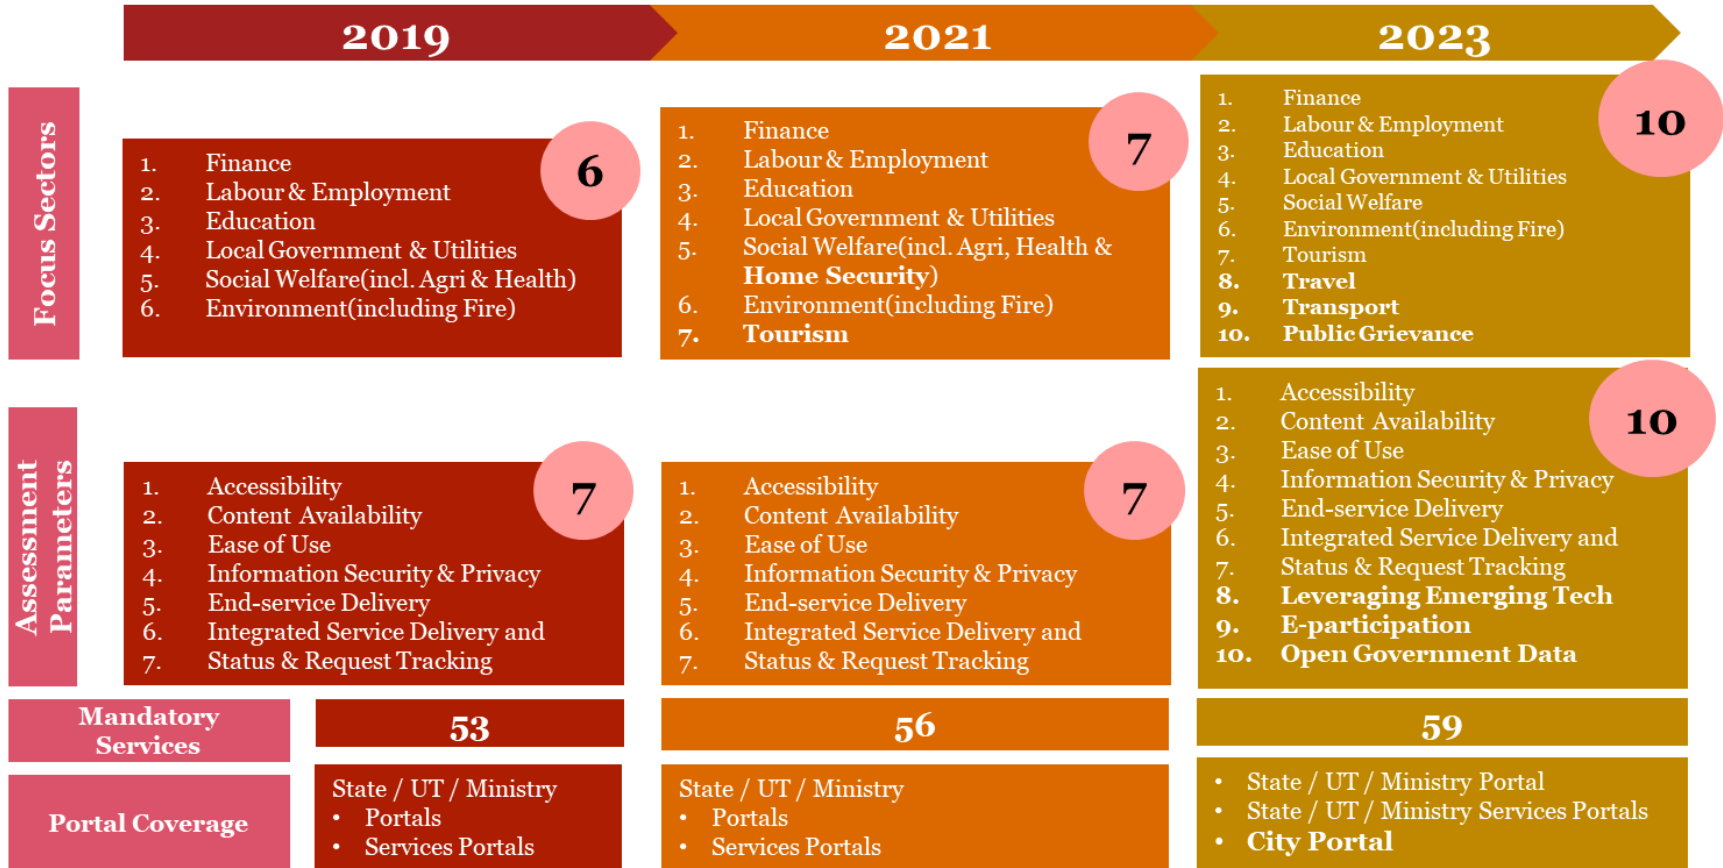 2019
2021
2023
Focus Sectors
1. Finance
2. Labour & Employment
3. Education
4. Local Government & Utilities
5. Social Welfare(incl. Agri & Health)
6. Environment(including Fire)
6
1. Finance
2. Labour & Employment
3. Education
4. Local Government & Utilities
5. Social Welfare(incl. Agri, Health &
Home Security)
6. Environment(including Fire)
7. Tourism
7
1. Finance
2. Labour & Employment
3. Education
4. Local Government & Utilities
5. Social Welfare
6. Environment(including Fire)
7. Tourism
8. Travel
9. Transport
10. Public Grievance
10
Assessment
Parameters
1. Accessibility
2. Content Availability
3. Ease of Use
4. Information Security & Privacy
5. End-service Delivery
6. Integrated Service Delivery and
7. Status & Request Tracking
7
1. Accessibility
2. Content Availability
3. Ease of Use
4. Information Security & Privacy
5. End-service Delivery
6. Integrated Service Delivery and
7. Status & Request Tracking
7
1. Accessibility
2. Content Availability
3. Ease of Use
4. Information Security & Privacy
5. End-service Delivery
6. Integrated Service Delivery and
7. Status & Request Tracking
8. Leveraging Emerging Tech
9. E-participation
10. Open Government Data
10
Mandatory
Services
53
56
59
Portal Coverage
State / UT / Ministry
• Portals
• Services Portals
State / UT / Ministry
• Portals
• Services Portals
• State / UT / Ministry Portal
• State / UT / Ministry Services Portals
• City Portal